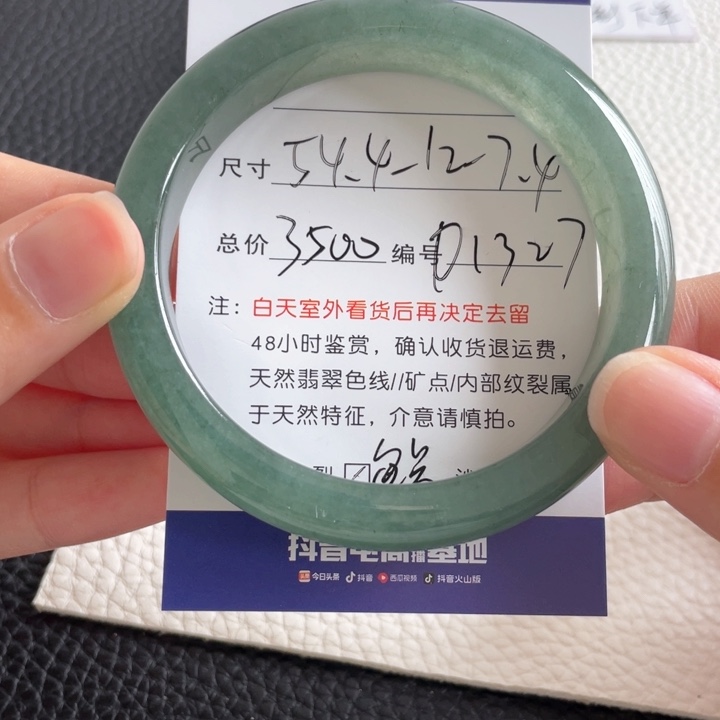 尺寸 54.4-12-7.4
总价 3500 编号 D1327
注：白天室外看货后再决定去留
48小时鉴赏，确认收货退运费，
天然翡翠色线//矿点/内部纹裂属
于天然特征，介意请慎拍。
抖音电商直播基地
今日头条 抖音 西瓜视频 抖音火山版